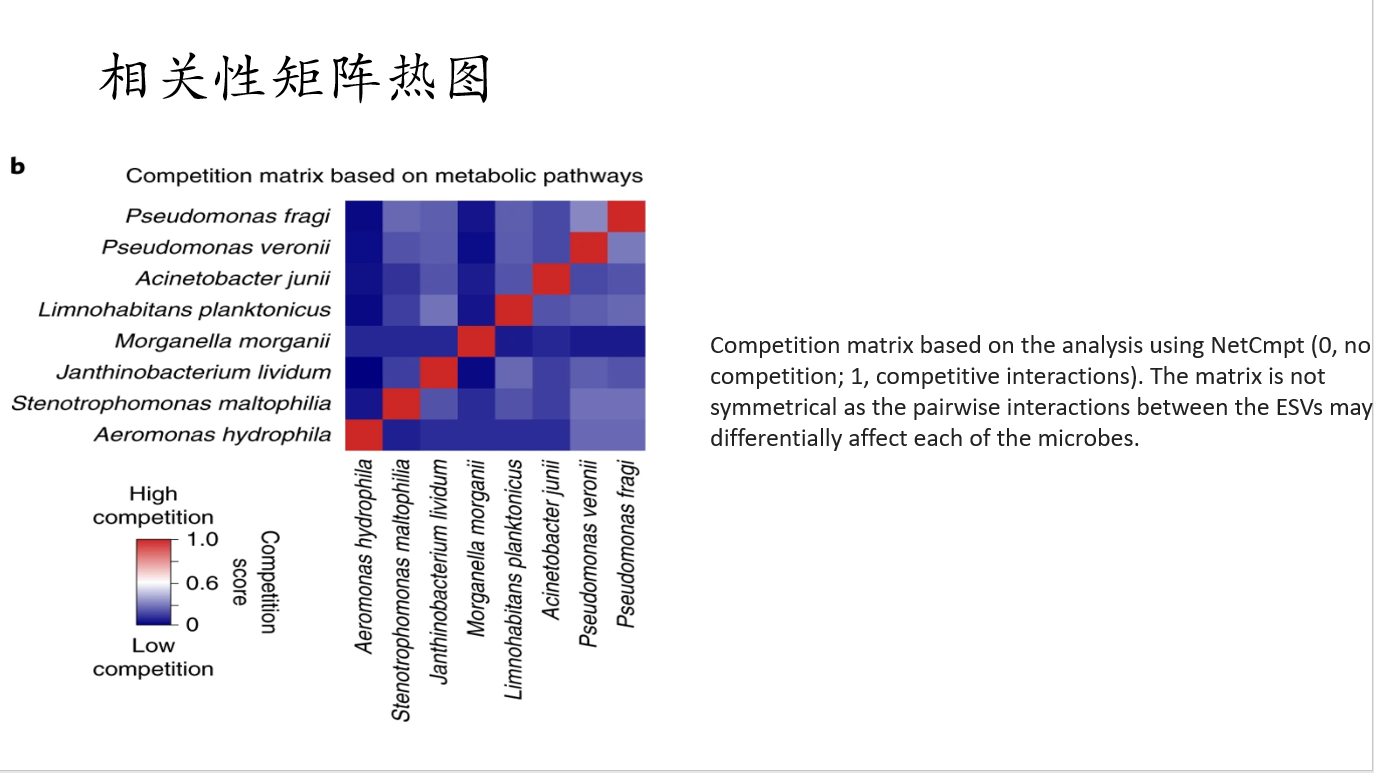 相关性矩阵热图
b
Competition matrix based on metabolic pathways
Pseudomonas fragi
Pseudomonas veronii
Acinetobacter junii
Limnohabitans planktonicus
Morganella morganii
Janthinobacterium lividum
Stenotrophomonas maltophilia
Aeromonas hydrophila
Aeromonas hydrophila
Stenotrophomonas maltophilia
Janthinobacterium lividum
Morganella morganii
Limnohabitans planktonicus
Acinetobacter junii
Pseudomonas veronii
Pseudomonas fragi
High
competition
1.0
0.6
0
Competition
score
Low
competition
Competition matrix based on the analysis using NetCmpt (0, no
competition; 1, competitive interactions). The matrix is not
symmetrical as the pairwise interactions between the ESVs may
differentially affect each of the microbes.